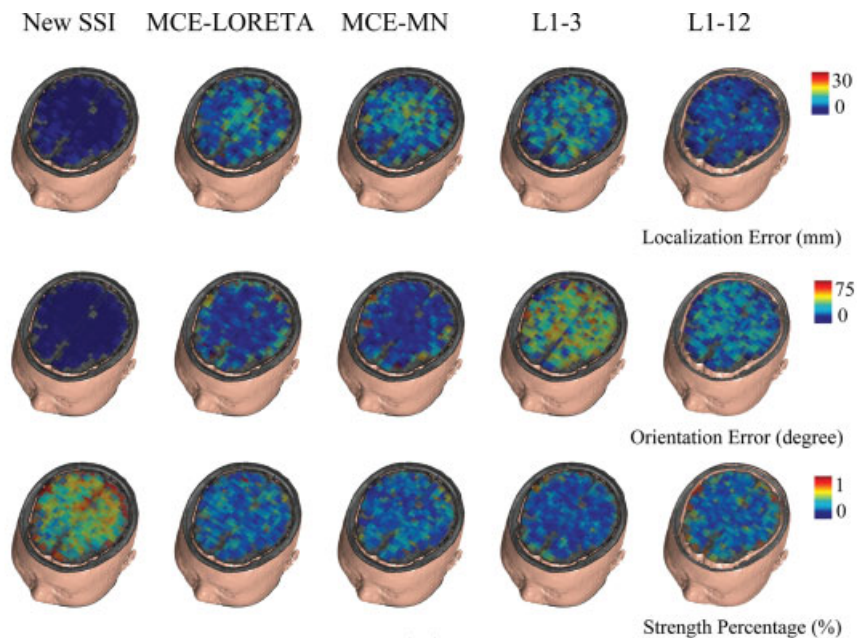 New SSI MCE-LORETA MCE-MN L1-3 L1-12
30
0
Localization Error (mm)
75
0
Orientation Error (degree)
1
0
Strength Percentage (%)